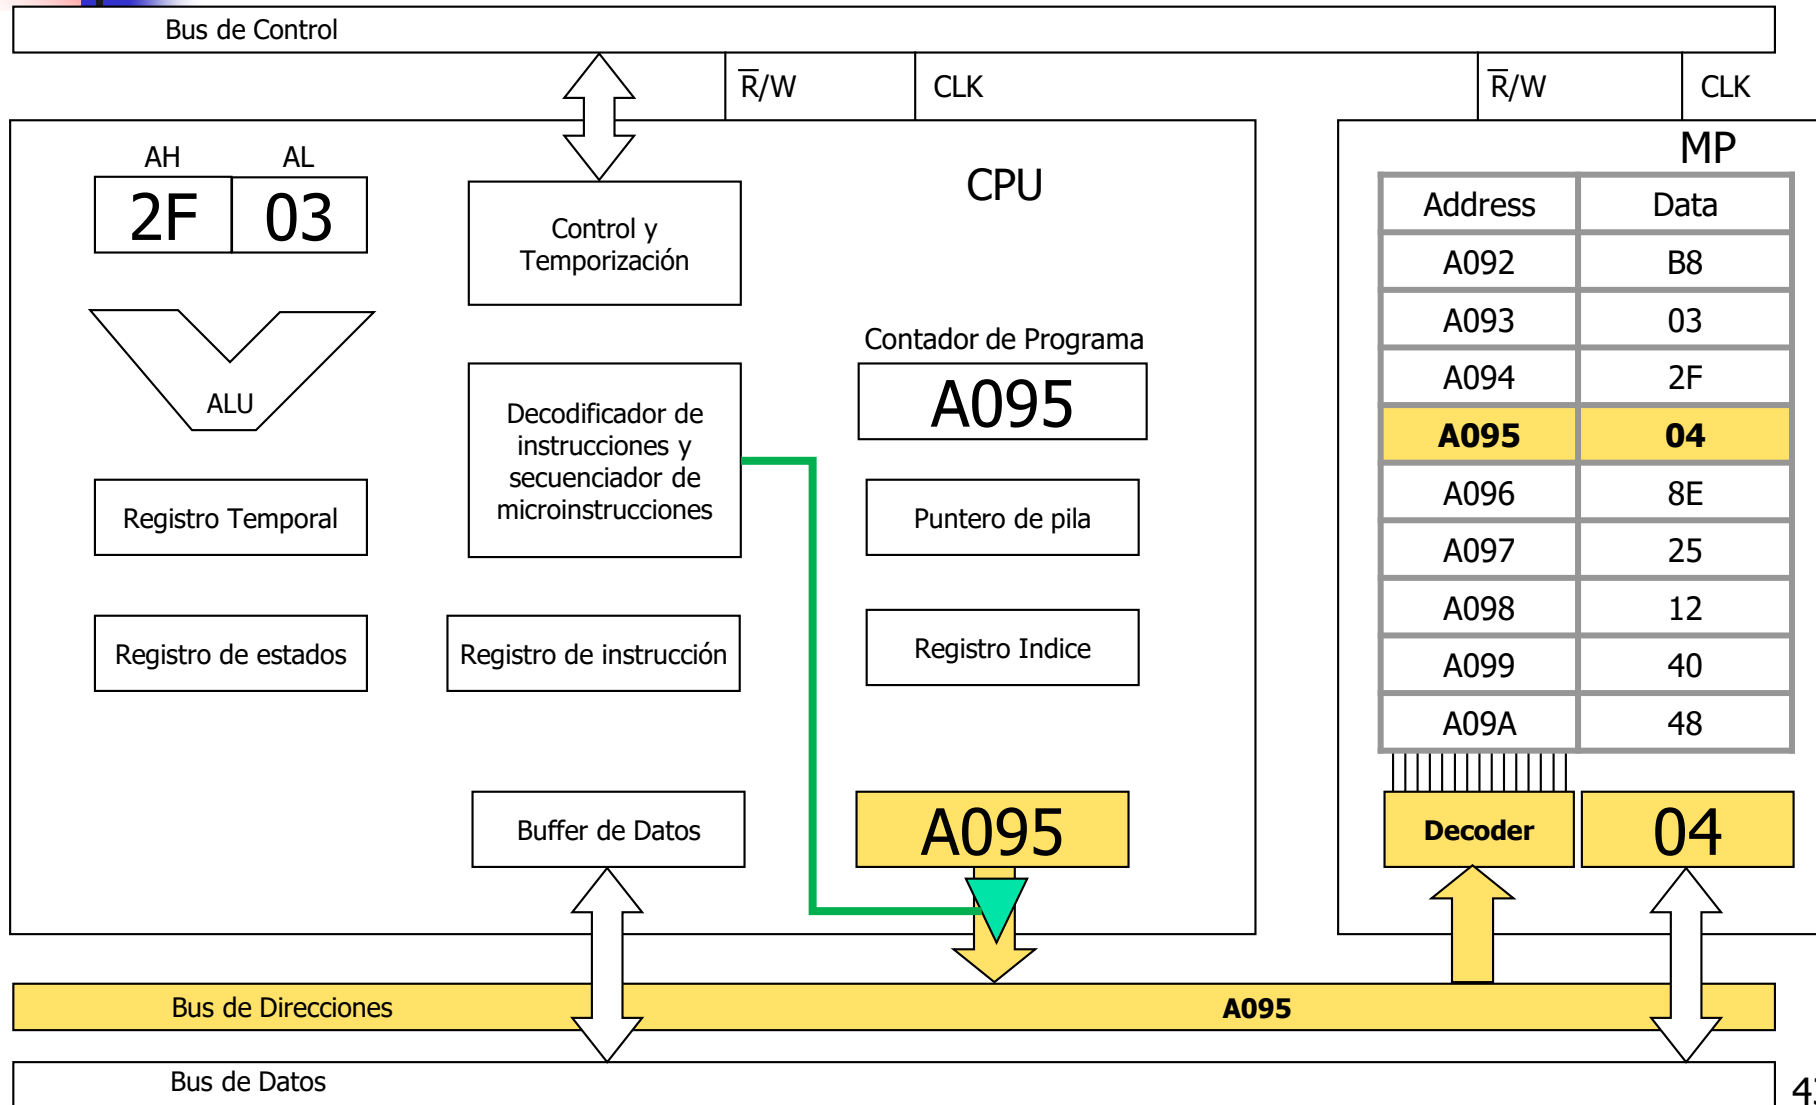 Bus de Control
R/W
CLK
R/W
CLK
AH
AL
2F
03
Control y
Temporización
CPU
ALU
Decodificador de
instrucciones y
secuenciador de
microinstrucciones
Contador de Programa
A095
Registro Temporal
Puntero de pila
Registro de estados
Registro de instrucción
Registro Indice
Buffer de Datos
A095
MP
Address Data
A092 B8
A093 03
A094 2F
A095 04
A096 8E
A097 25
A098 12
A099 40
A09A 48
Decoder
04
Bus de Direcciones
A095
Bus de Datos